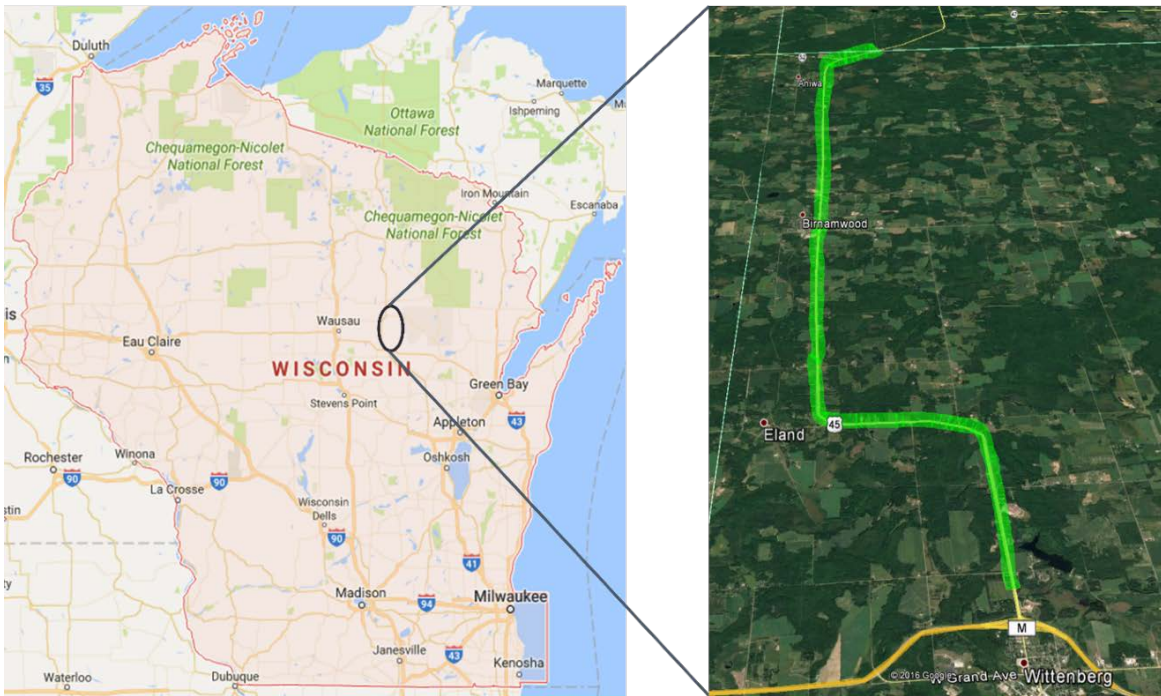 Duluth
35
Marquette
Ishpeming
Ottawa
National Forest
Chequamegon-Nicolet
National Forest
Iron Mountain
Escanaba
Chequamegon-Nicolet
National Forest
Wausau
Eau Claire
WISCONSIN
Green Bay
Stevens Point
43
Appleton
Oshkosh
Rochester
Winona
90
La Crosse
90
Wisconsin
Dells
90
41
Madison
94
Milwaukee
Janesville
43
Kenosha
Waterloo
Dubuque
Aniwa
Birnamwood
Eland
45
M
© 2016 Google
Grand Ave
Wittenberg